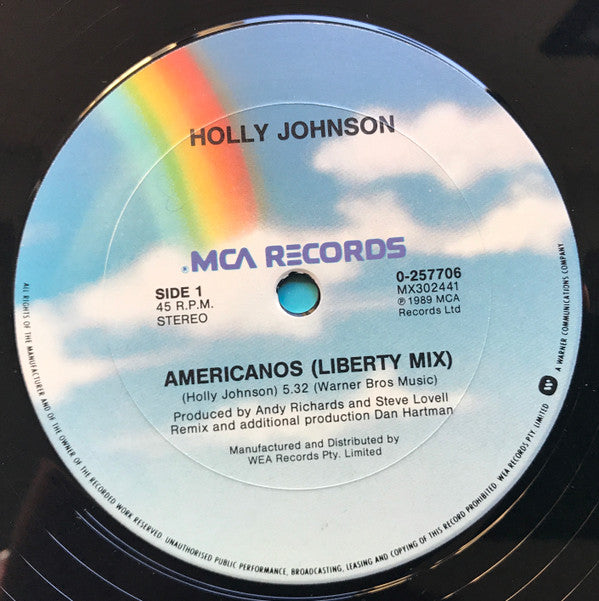 HOLLY JOHNSON
MCA RECORDS
SIDE 1
45 R.P.M.
STEREO
0-257706
MX302441
℗ 1989 MCA
Records Ltd
AMERICANOS (LIBERTY MIX)
(Holly Johnson) 5.32 (Warner Bros Music)
Produced by Andy Richards and Steve Lovell
Remix and additional production Dan Hartman
Manufactured and Distributed by
WEA Records Pty. Limited
ALL RIGHTS OF THE MANUFACTURER AND OF THE OWNER OF THE RECORDED WORK RESERVED. UNAUTHORISED PUBLIC PERFORMANCE, BROADCASTING, LEASING AND COPYING OF THIS RECORD PROHIBITED. WEA RECORDS PTY. LIMITED
A WARNER COMMUNICATIONS COMPANY.